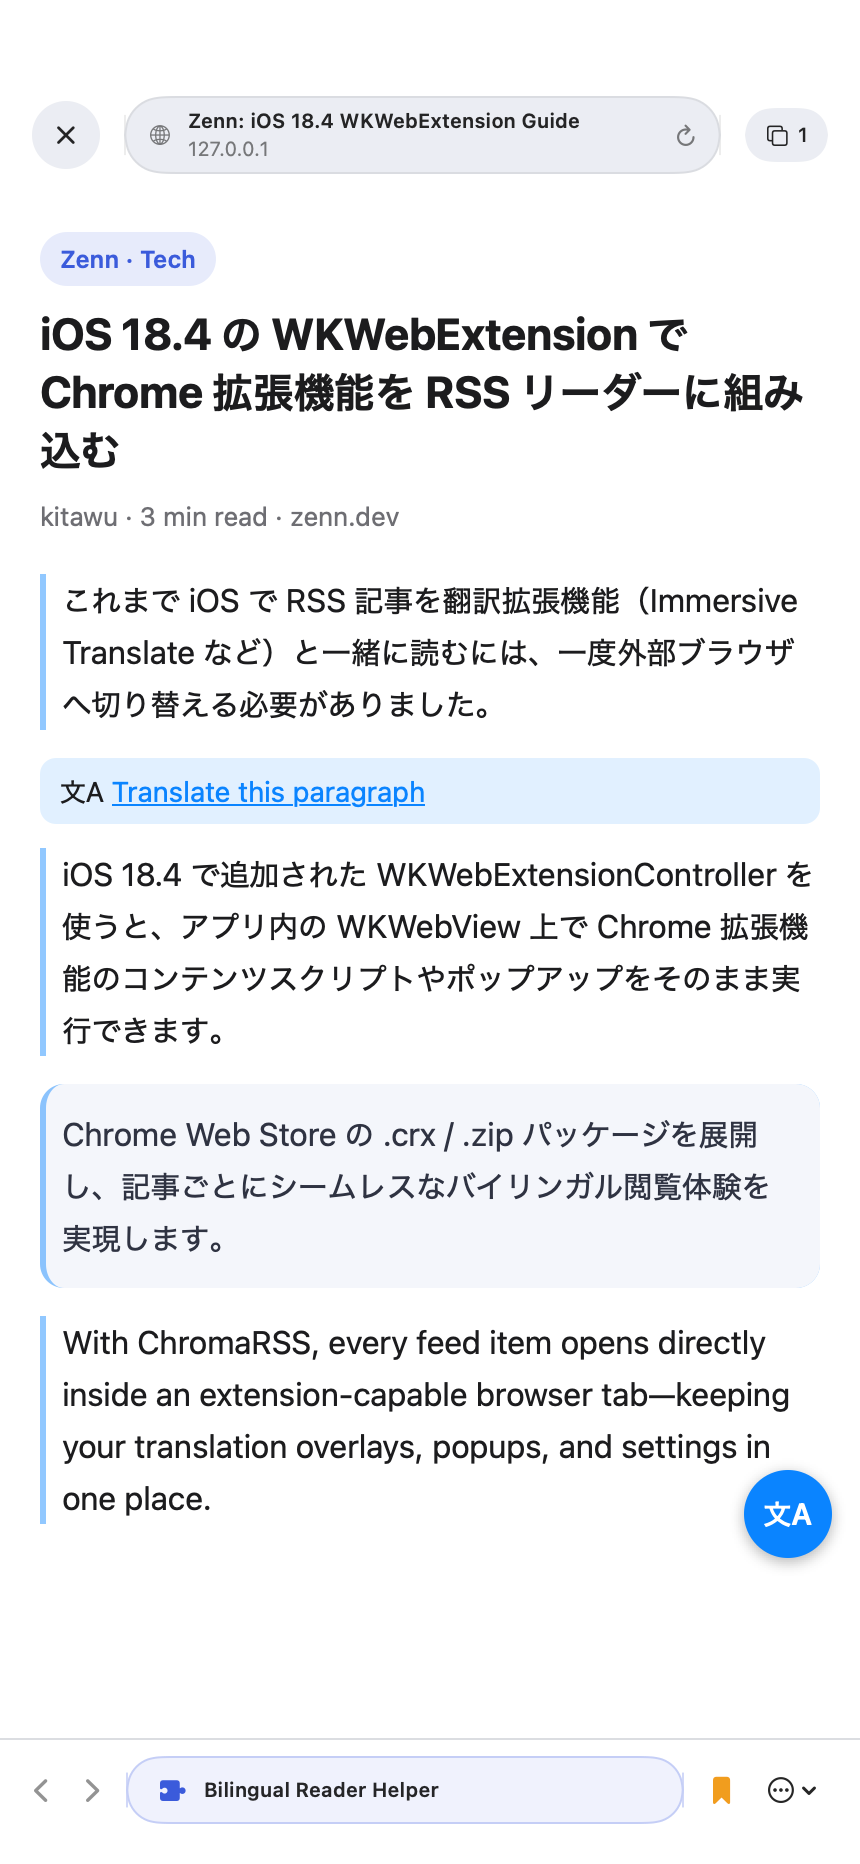 Zenn: iOS 18.4 WKWebExtension Guide
127.0.0.1
1
Zenn · Tech
iOS 18.4 の WKWebExtension で
Chrome 拡張機能を RSS リーダーに組み
込む
kitawu · 3 min read · zenn.dev
これまで iOS で RSS 記事を翻訳拡張機能（Immersive
Translate など）と一緒に読むには、一度外部ブラウザ
へ切り替える必要がありました。
文A Translate this paragraph
iOS 18.4 で追加された WKWebExtensionController を
使うと、アプリ内の WKWebView 上で Chrome 拡張機
能のコンテンツスクリプトやポップアップをそのまま実
行できます。
Chrome Web Store の .crx / .zip パッケージを展開
し、記事ごとにシームレスなバイリンガル閲覧体験を
実現します。
With ChromaRSS, every feed item opens directly
inside an extension-capable browser tab—keeping
your translation overlays, popups, and settings in
one place.
文A
Bilingual Reader Helper